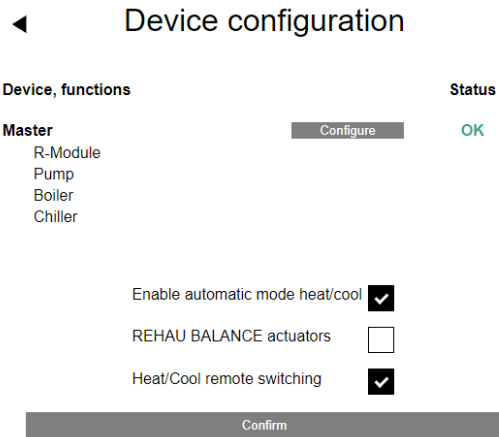 Device configuration
Device, functions Status
Master Configure OK
R-Module
Pump
Boiler
Chiller
Enable automatic mode heat/cool
REHAU BALANCE actuators
Heat/Cool remote switching
Confirm